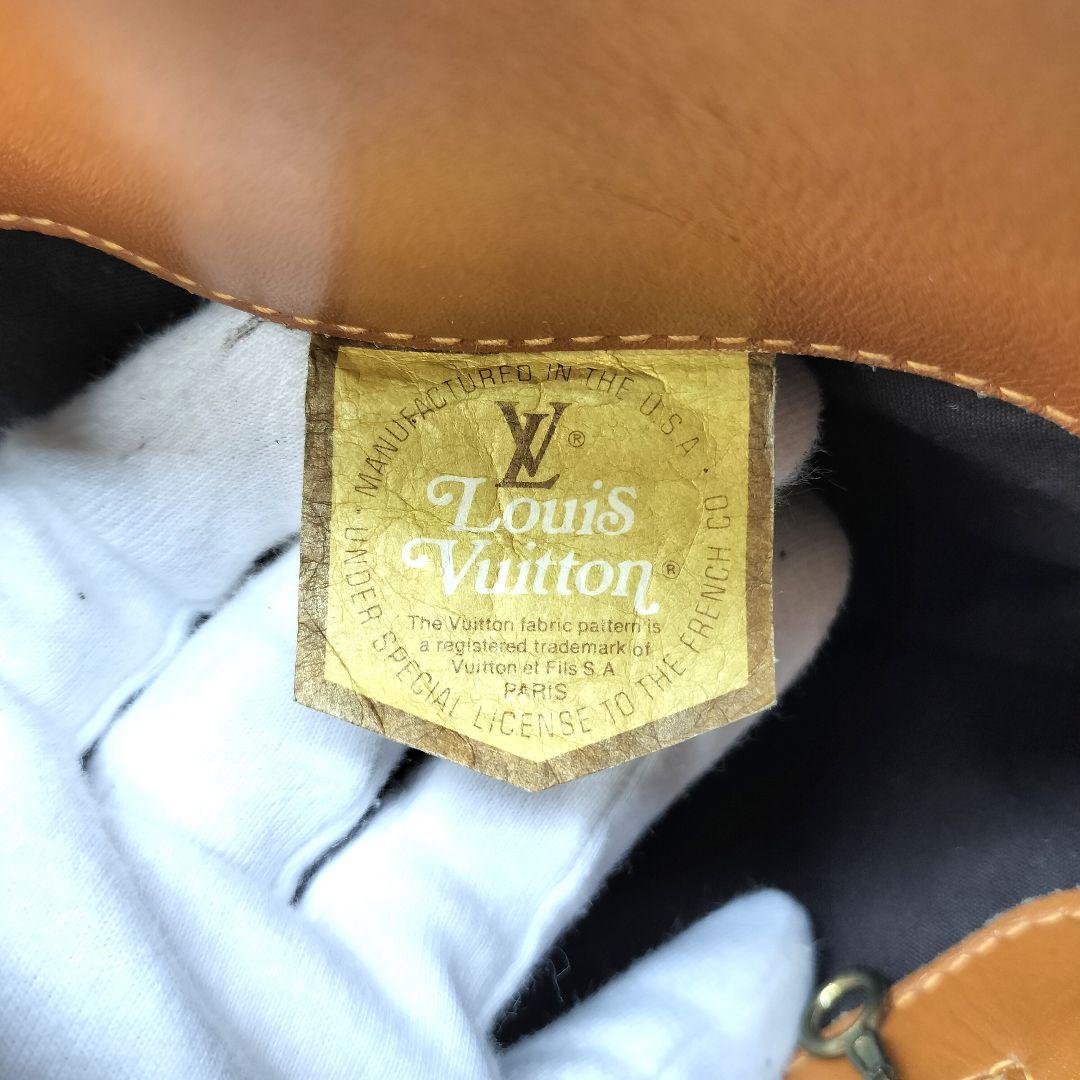 MANUFACTURED IN THE U.S.A
UNDER SPECIAL LICENSE TO THE FRENCH CO
LV ®
Louis
Vuitton ®
The Vuitton fabric pattern is
a registered trademark of
Vuitton et Fils S A
PARIS